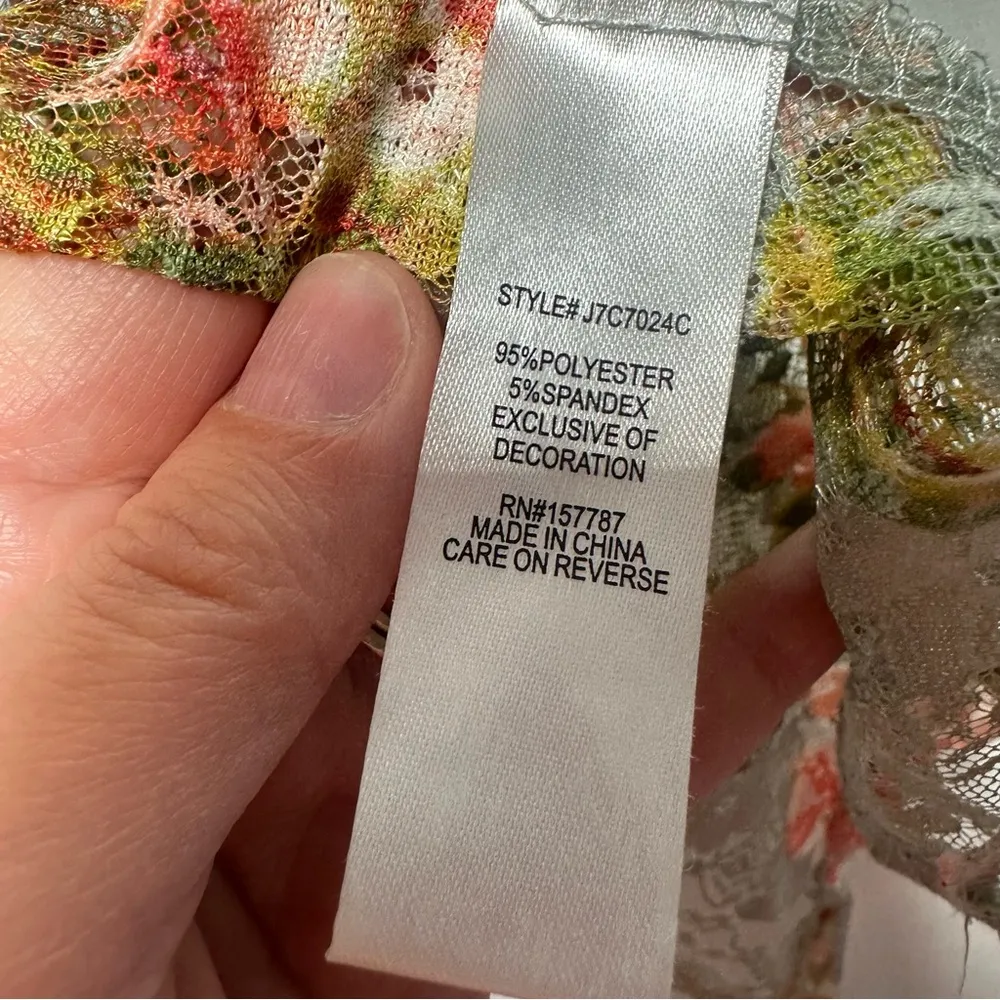 STYLE# J7C7024C
95%POLYESTER
5%SPANDEX
EXCLUSIVE OF
DECORATION
RN#157787
MADE IN CHINA
CARE ON REVERSE